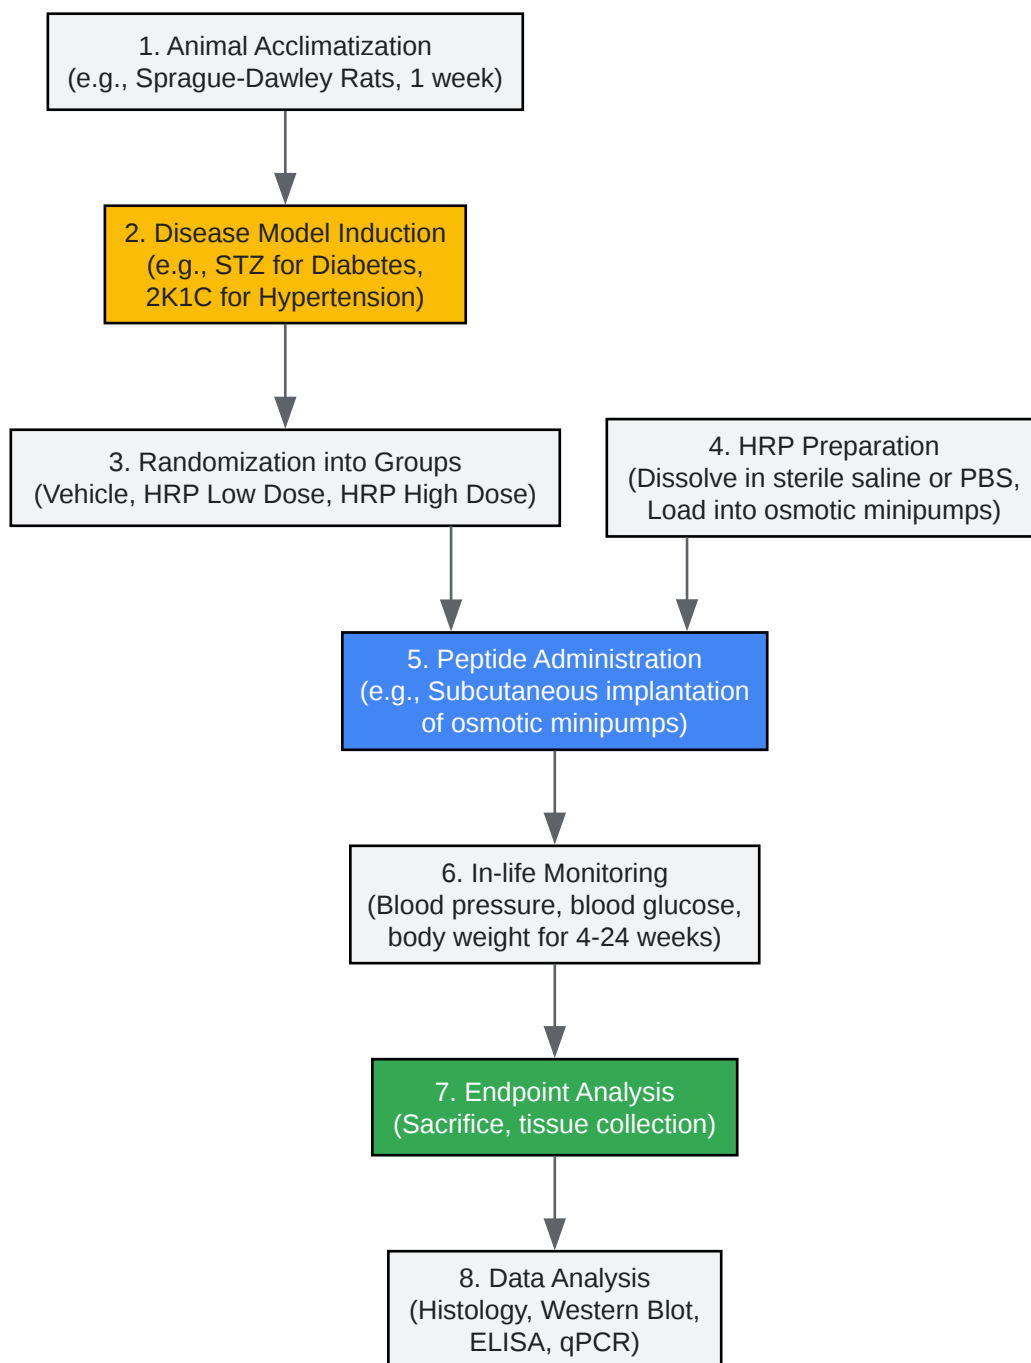 1. Animal Acclimatization
(e.g., Sprague-Dawley Rats, 1 week)
2. Disease Model Induction
(e.g., STZ for Diabetes,
2K1C for Hypertension)
3. Randomization into Groups
(Vehicle, HRP Low Dose, HRP High Dose)
4. HRP Preparation
(Dissolve in sterile saline or PBS,
Load into osmotic minipumps)
5. Peptide Administration
(e.g., Subcutaneous implantation
of osmotic minipumps)
6. In-life Monitoring
(Blood pressure, blood glucose,
body weight for 4-24 weeks)
7. Endpoint Analysis
(Sacrifice, tissue collection)
8. Data Analysis
(Histology, Western Blot,
ELISA, qPCR)